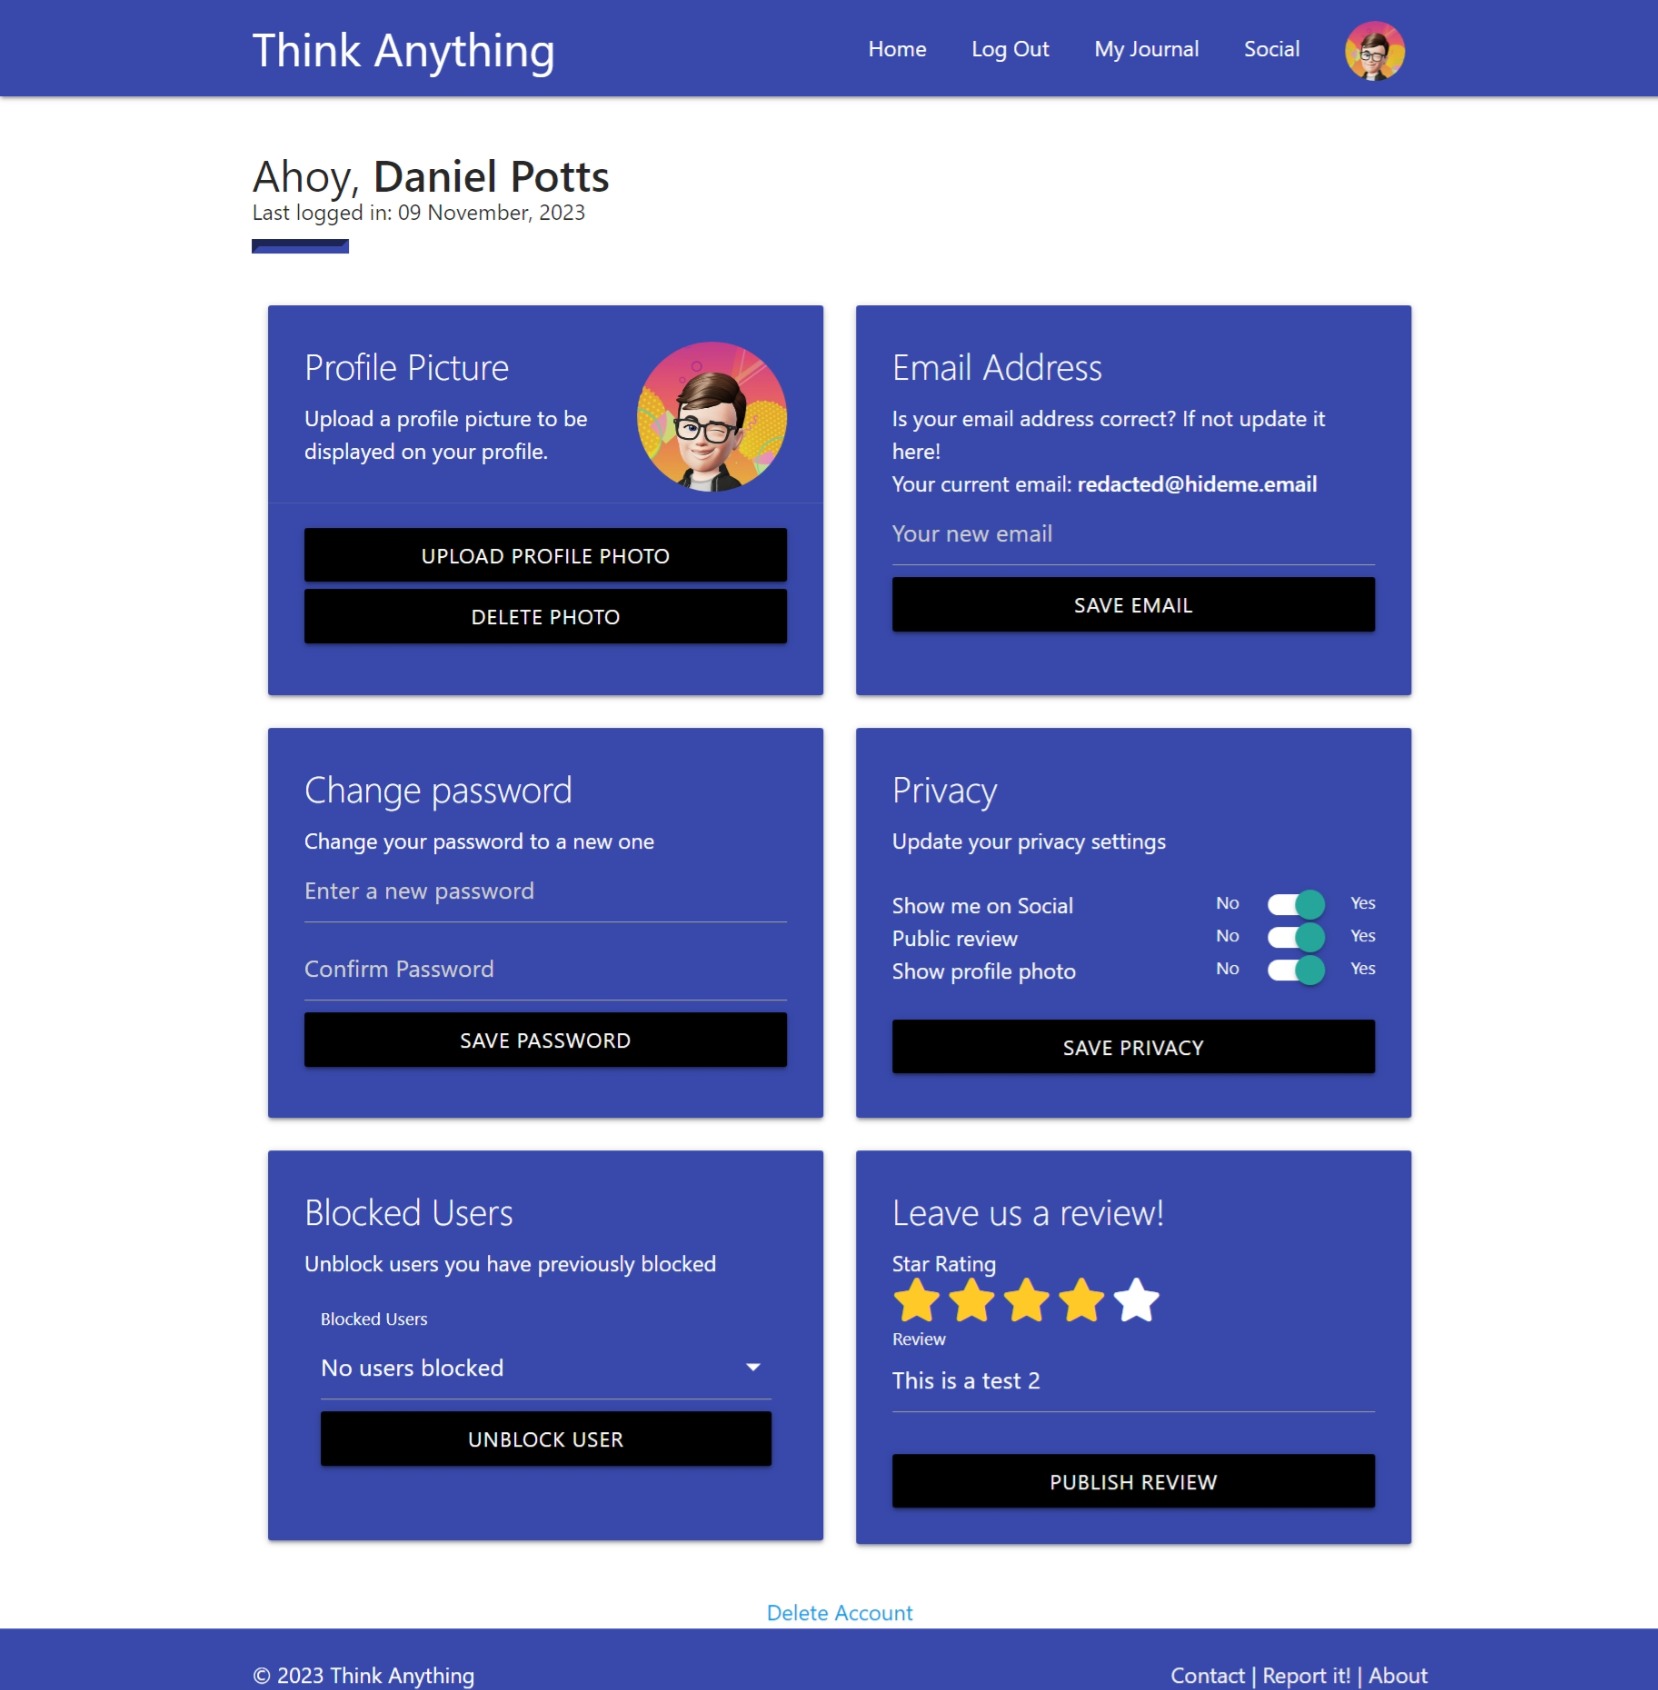 Think Anything
Home Log Out My Journal Social
Ahoy, Daniel Potts
Last logged in: 09 November, 2023
Profile Picture
Upload a profile picture to be
displayed on your profile.
UPLOAD PROFILE PHOTO
DELETE PHOTO
Email Address
Is your email address correct? If not update it
here!
Your current email: redacted@hideme.email
Your new email
SAVE EMAIL
Change password
Change your password to a new one
Enter a new password
Confirm Password
SAVE PASSWORD
Privacy
Update your privacy settings
Show me on Social No Yes
Public review No Yes
Show profile photo No Yes
SAVE PRIVACY
Blocked Users
Unblock users you have previously blocked
Blocked Users
No users blocked
UNBLOCK USER
Leave us a review!
Star Rating
Review
This is a test 2
PUBLISH REVIEW
Delete Account
© 2023 Think Anything
Contact | Report it! | About